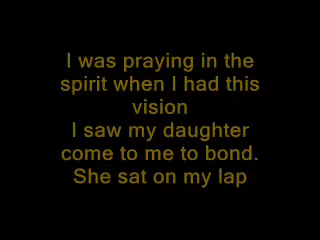 I was praying in the
spirit when I had this
vision
I saw my daughter
come to me to bond.
She sat on my lap